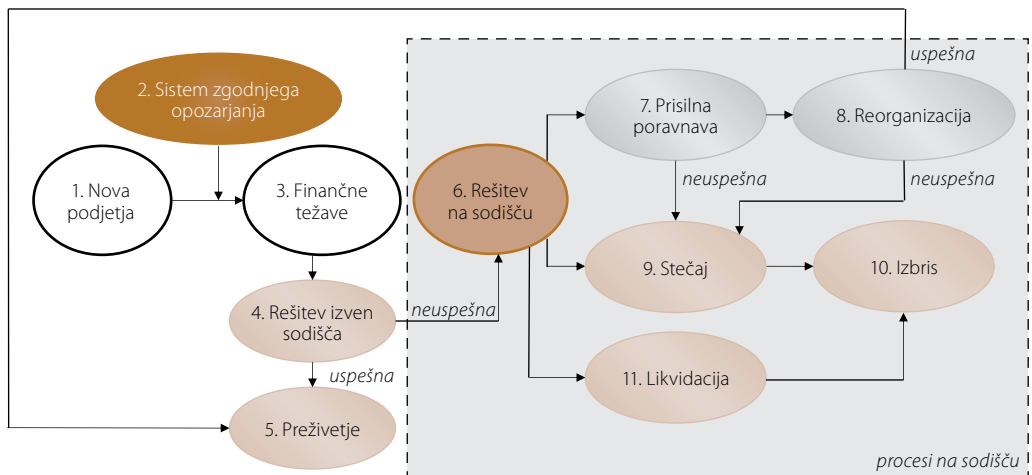 uspešna
2. Sistem zgodnjega
opozarjanja
7. Prisilna
poravnava
8. Reorganizacija
1. Nova
podjetja
3. Finančne
težave
6. Rešitev
na sodišču
neuspešna
neuspešna
9. Stečaj
10. Izbris
4. Rešitev izven
sodišča
neuspešna
uspešna
11. Likvidacija
5. Preživetje
procesi na sodišču